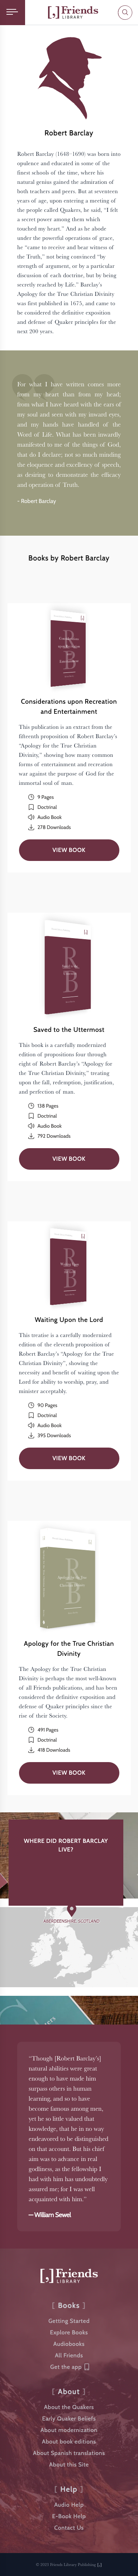 Friends
LIBRARY
Robert Barclay
Robert Barclay (1648–1690) was born into
wealth and educated in some of the
finest schools of the time, where his
natural genius earned the admiration of
both teachers and peers. But at nineteen
years of age, upon entering a meeting of
the people called Quakers, he said, "I felt
a secret power among them which
touched my heart." And as he abode
under the powerful operations of grace,
he "came to receive and bear witness of
the Truth," not being convinced "by
strength of argument, or by a particular
discussion of each doctrine, but by being
secretly reached by Life." Barclay's
Apology for the True Christian Divinity
was first published in 1675, and came to
be considered the definitive exposition
and defense of Quaker principles for the
next 200 years.
For what I have written comes more
from my heart than from my head;
from what I have heard with the ears of
my soul and seen with my inward eyes,
and my hands have handled of the
Word of Life. What has been inwardly
manifested to me of the things of God,
that do I declare; not so much minding
the eloquence and excellency of speech,
as desiring to demonstrate the efficacy
and operation of Truth.
- Robert Barclay
Books by Robert Barclay
Considerations upon Recreation
and Entertainment
This publication is an extract from the
fifteenth proposition of Robert Barclay's
"Apology for the True Christian
Divinity," showing how many common
forms of entertainment and recreation
war against the purpose of God for the
immortal soul of man.
9 Pages
Doctrinal
Audio Book
278 Downloads
VIEW BOOK
Saved to the Uttermost
This book is a carefully modernized
edition of propositions four through
eight of Robert Barclay's "Apology for
the True Christian Divinity," treating
upon the fall, redemption, justification,
and perfection of man.
138 Pages
Doctrinal
Audio Book
792 Downloads
VIEW BOOK
Waiting Upon the Lord
This treatise is a carefully modernized
edition of the eleventh proposition of
Robert Barclay's "Apology for the True
Christian Divinity", showing the
necessity and benefit of waiting upon the
Lord for ability to worship, pray, and
minister acceptably.
90 Pages
Doctrinal
Audio Book
395 Downloads
VIEW BOOK
Apology for the True Christian
Divinity
The Apology for the True Christian
Divinity is perhaps the most well-known
of all Friends publications, and has been
considered the definitive exposition and
defense of Quaker principles since the
rise of their Society.
491 Pages
Doctrinal
418 Downloads
VIEW BOOK
WHERE DID ROBERT BARCLAY
LIVE?
ABERDEENSHIRE, SCOTLAND
"Though [Robert Barclay's]
natural abilities were great
enough to have made him
surpass others in human
learning, and so to have
become famous among men,
yet he so little valued that
knowledge, that he in no way
endeavored to be distinguished
on that account. But his chief
aim was to advance in real
godliness, as the fellowship I
had with him has undoubtedly
assured me; for I was well
acquainted with him."
— William Sewel
Friends
LIBRARY
[ Books ]
Getting Started
Explore Books
Audiobooks
All Friends
Get the app
[ About ]
About the Quakers
Early Quaker Beliefs
About modernization
About book editions
About Spanish translations
About this Site
[ Help ]
Audio Help
E-Book Help
Contact Us
© 2023 Friends Library Publishing